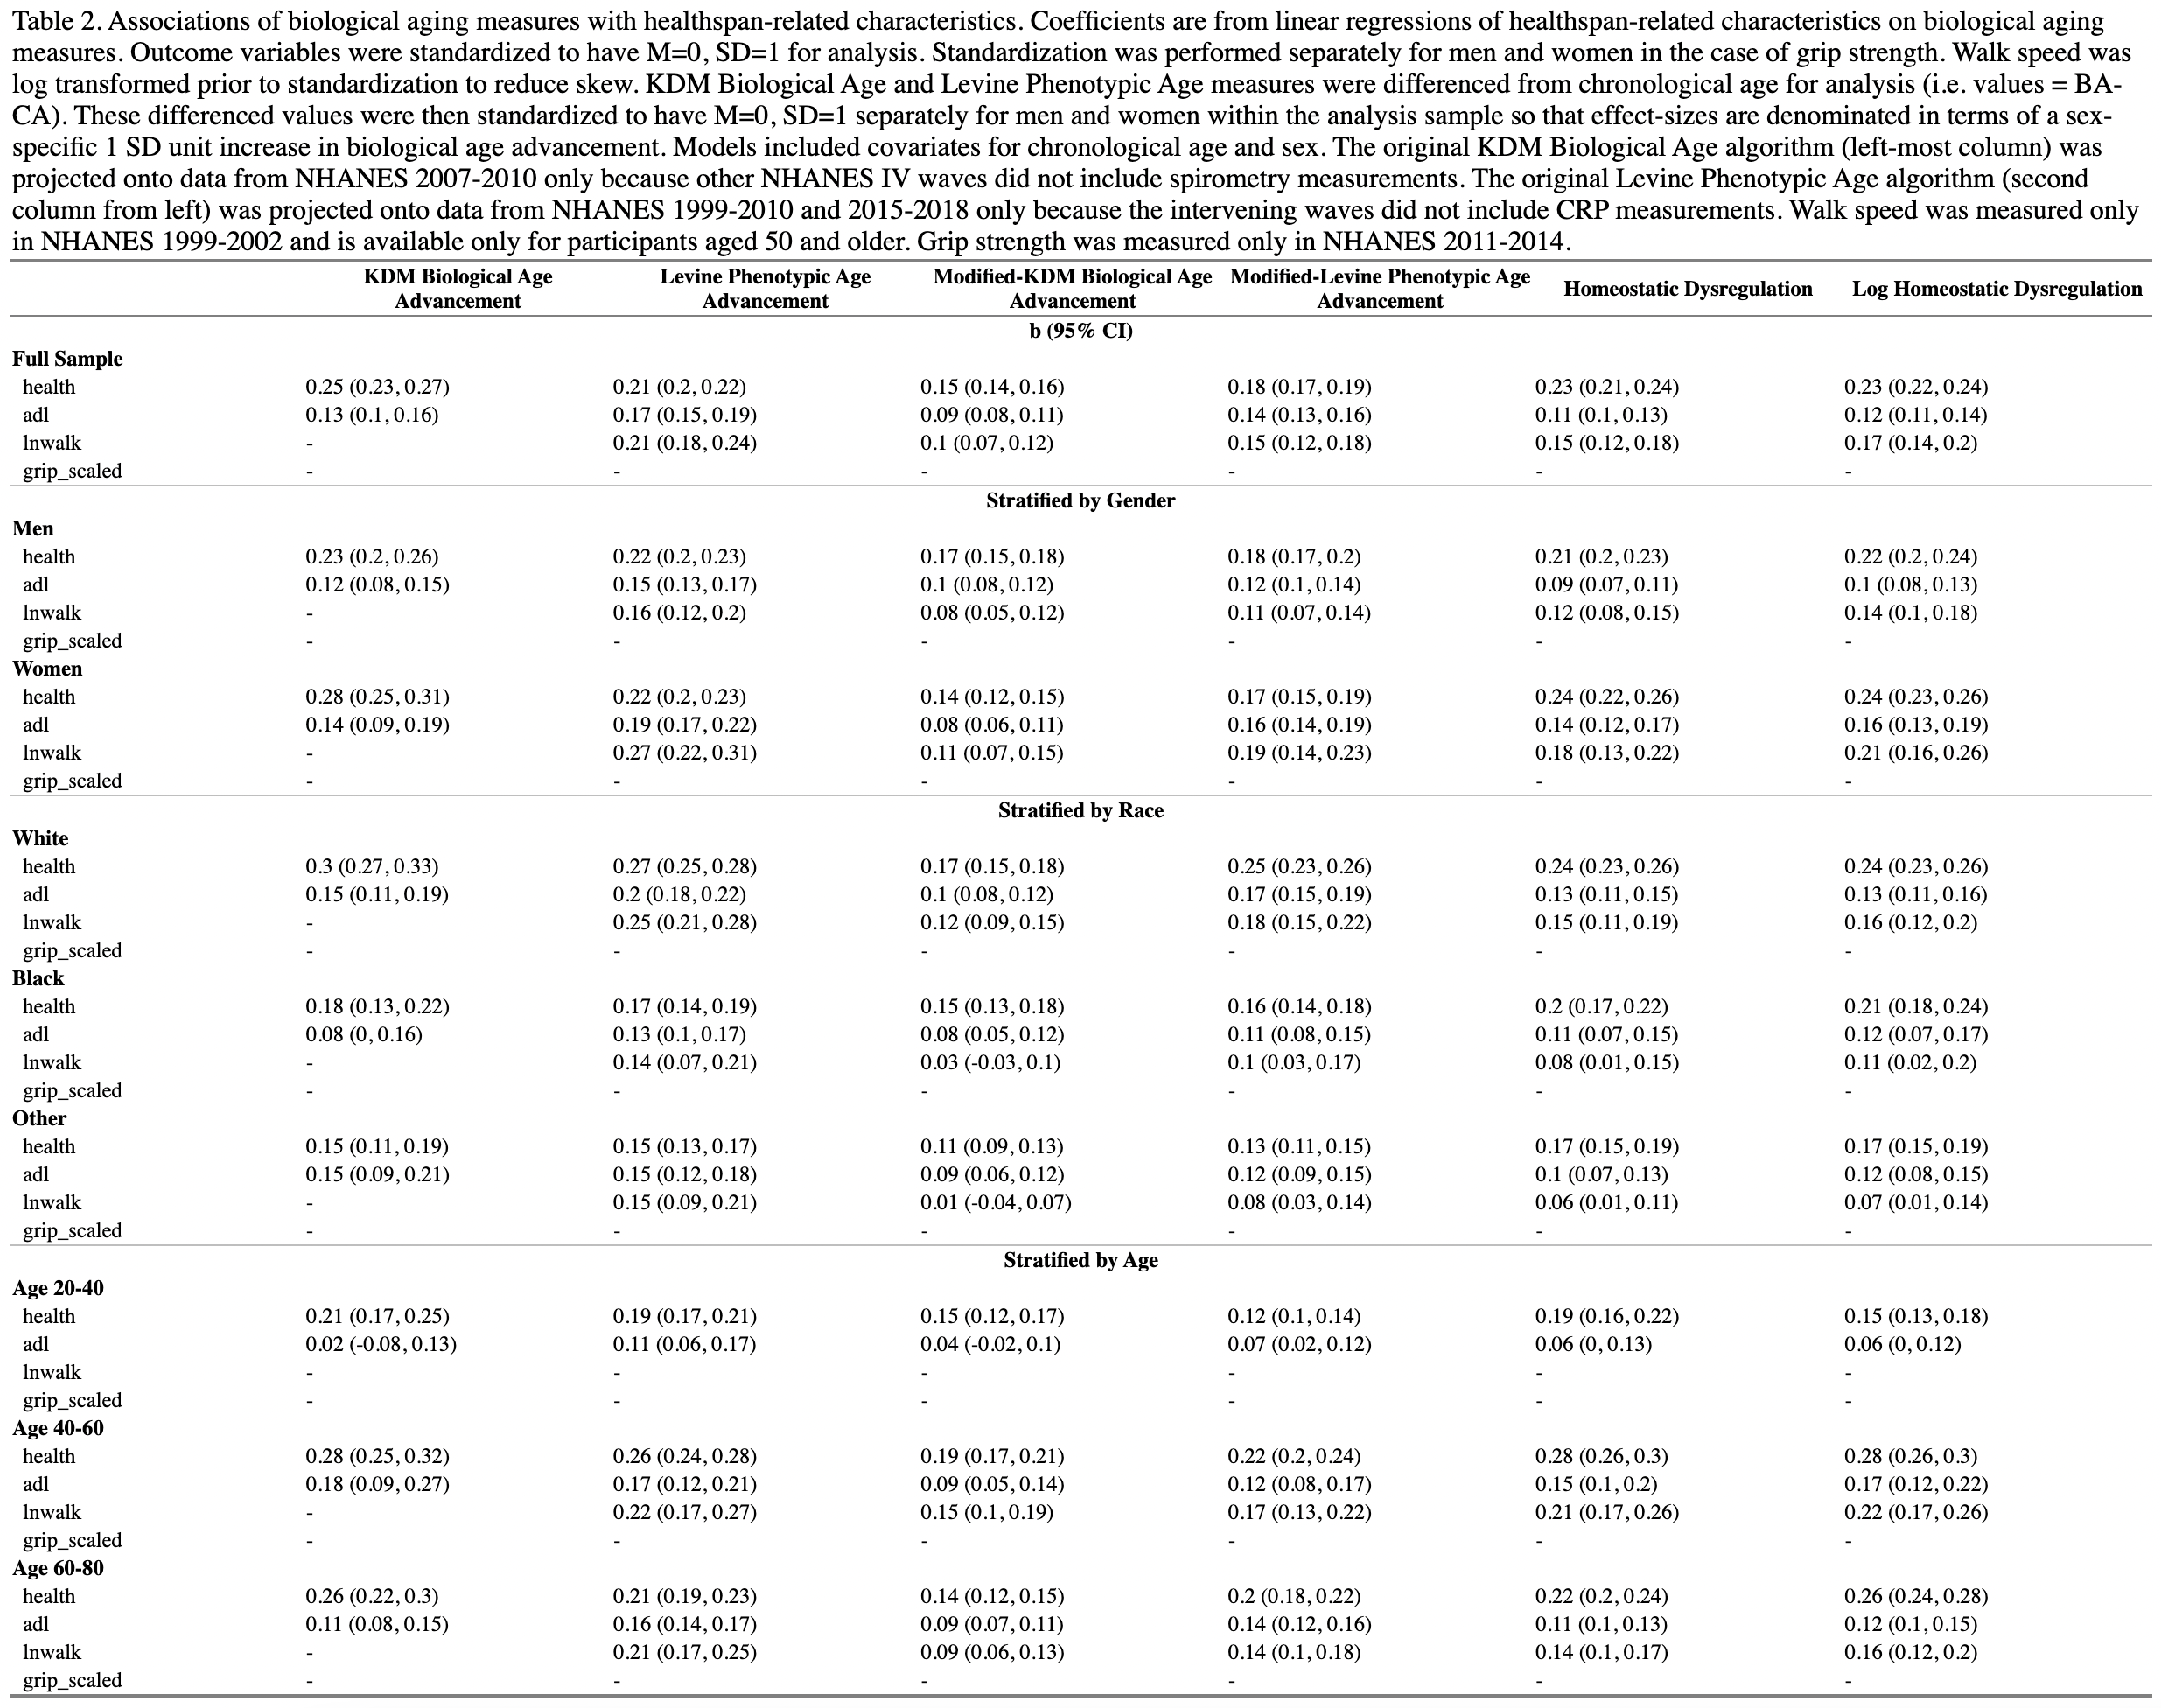 Table 2. Associations of biological aging measures with healthspan-related characteristics. Coefficients are from linear regressions of healthspan-related characteristics on biological aging
measures. Outcome variables were standardized to have M=0, SD=1 for analysis. Standardization was performed separately for men and women in the case of grip strength. Walk speed was
log transformed prior to standardization to reduce skew. KDM Biological Age and Levine Phenotypic Age measures were differenced from chronological age for analysis (i.e. values = BA-
CA). These differenced values were then standardized to have M=0, SD=1 separately for men and women within the analysis sample so that effect-sizes are denominated in terms of a sex-
specific 1 SD unit increase in biological age advancement. Models included covariates for chronological age and sex. The original KDM Biological Age algorithm (left-most column) was
projected onto data from NHANES 2007-2010 only because other NHANES IV waves did not include spirometry measurements. The original Levine Phenotypic Age algorithm (second
column from left) was projected onto data from NHANES 1999-2010 and 2015-2018 only because the intervening waves did not include CRP measurements. Walk speed was measured only
in NHANES 1999-2002 and is available only for participants aged 50 and older. Grip strength was measured only in NHANES 2011-2014.
KDM Biological Age Levine Phenotypic Age Modified-KDM Biological Age Modified-Levine Phenotypic Age
Advancement Advancement Advancement Advancement Homeostatic Dysregulation Log Homeostatic Dysregulation
b (95% CI)
Full Sample
health 0.25 (0.23, 0.27) 0.21 (0.2, 0.22) 0.15 (0.14, 0.16) 0.18 (0.17, 0.19) 0.23 (0.21, 0.24) 0.23 (0.22, 0.24)
adl 0.13 (0.1, 0.16) 0.17 (0.15, 0.19) 0.09 (0.08, 0.11) 0.14 (0.13, 0.16) 0.11 (0.1, 0.13) 0.12 (0.11, 0.14)
lnwalk - 0.21 (0.18, 0.24) 0.1 (0.07, 0.12) 0.15 (0.12, 0.18) 0.15 (0.12, 0.18) 0.17 (0.14, 0.2)
grip_scaled - - - - - -
Stratified by Gender
Men
health 0.23 (0.2, 0.26) 0.22 (0.2, 0.23) 0.17 (0.15, 0.18) 0.18 (0.17, 0.2) 0.21 (0.2, 0.23) 0.22 (0.2, 0.24)
adl 0.12 (0.08, 0.15) 0.15 (0.13, 0.17) 0.1 (0.08, 0.12) 0.12 (0.1, 0.14) 0.09 (0.07, 0.11) 0.1 (0.08, 0.13)
lnwalk - 0.16 (0.12, 0.2) 0.08 (0.05, 0.12) 0.11 (0.07, 0.14) 0.12 (0.08, 0.15) 0.14 (0.1, 0.18)
grip_scaled - - - - - -
Women
health 0.28 (0.25, 0.31) 0.22 (0.2, 0.23) 0.14 (0.12, 0.15) 0.17 (0.15, 0.19) 0.24 (0.22, 0.26) 0.24 (0.23, 0.26)
adl 0.14 (0.09, 0.19) 0.19 (0.17, 0.22) 0.08 (0.06, 0.11) 0.16 (0.14, 0.19) 0.14 (0.12, 0.17) 0.16 (0.13, 0.19)
lnwalk - 0.27 (0.22, 0.31) 0.11 (0.07, 0.15) 0.19 (0.14, 0.23) 0.18 (0.13, 0.22) 0.21 (0.16, 0.26)
grip_scaled - - - - - -
Stratified by Race
White
health 0.3 (0.27, 0.33) 0.27 (0.25, 0.28) 0.17 (0.15, 0.18) 0.25 (0.23, 0.26) 0.24 (0.23, 0.26) 0.24 (0.23, 0.26)
adl 0.15 (0.11, 0.19) 0.2 (0.18, 0.22) 0.1 (0.08, 0.12) 0.17 (0.15, 0.19) 0.13 (0.11, 0.15) 0.13 (0.11, 0.16)
lnwalk - 0.25 (0.21, 0.28) 0.12 (0.09, 0.15) 0.18 (0.15, 0.22) 0.15 (0.11, 0.19) 0.16 (0.12, 0.2)
grip_scaled - - - - - -
Black
health 0.18 (0.13, 0.22) 0.17 (0.14, 0.19) 0.15 (0.13, 0.18) 0.16 (0.14, 0.18) 0.2 (0.17, 0.22) 0.21 (0.18, 0.24)
adl 0.08 (0, 0.16) 0.13 (0.1, 0.17) 0.08 (0.05, 0.12) 0.11 (0.08, 0.15) 0.11 (0.07, 0.15) 0.12 (0.07, 0.17)
lnwalk - 0.14 (0.07, 0.21) 0.03 (-0.03, 0.1) 0.1 (0.03, 0.17) 0.08 (0.01, 0.15) 0.11 (0.02, 0.2)
grip_scaled - - - - - -
Other
health 0.15 (0.11, 0.19) 0.15 (0.13, 0.17) 0.11 (0.09, 0.13) 0.13 (0.11, 0.15) 0.17 (0.15, 0.19) 0.17 (0.15, 0.19)
adl 0.15 (0.09, 0.21) 0.15 (0.12, 0.18) 0.09 (0.06, 0.12) 0.12 (0.09, 0.15) 0.1 (0.07, 0.13) 0.12 (0.08, 0.15)
lnwalk - 0.15 (0.09, 0.21) 0.01 (-0.04, 0.07) 0.08 (0.03, 0.14) 0.06 (0.01, 0.11) 0.07 (0.01, 0.14)
grip_scaled - - - - - -
Stratified by Age
Age 20-40
health 0.21 (0.17, 0.25) 0.19 (0.17, 0.21) 0.15 (0.12, 0.17) 0.12 (0.1, 0.14) 0.19 (0.16, 0.22) 0.15 (0.13, 0.18)
adl 0.02 (-0.08, 0.13) 0.11 (0.06, 0.17) 0.04 (-0.02, 0.1) 0.07 (0.02, 0.12) 0.06 (0, 0.13) 0.06 (0, 0.12)
lnwalk - - - - - -
grip_scaled - - - - - -
Age 40-60
health 0.28 (0.25, 0.32) 0.26 (0.24, 0.28) 0.19 (0.17, 0.21) 0.22 (0.2, 0.24) 0.28 (0.26, 0.3) 0.28 (0.26, 0.3)
adl 0.18 (0.09, 0.27) 0.17 (0.12, 0.21) 0.09 (0.05, 0.14) 0.12 (0.08, 0.17) 0.15 (0.1, 0.2) 0.17 (0.12, 0.22)
lnwalk - 0.22 (0.17, 0.27) 0.15 (0.1, 0.19) 0.17 (0.13, 0.22) 0.21 (0.17, 0.26) 0.22 (0.17, 0.26)
grip_scaled - - - - - -
Age 60-80
health 0.26 (0.22, 0.3) 0.21 (0.19, 0.23) 0.14 (0.12, 0.15) 0.2 (0.18, 0.22) 0.22 (0.2, 0.24) 0.26 (0.24, 0.28)
adl 0.11 (0.08, 0.15) 0.16 (0.14, 0.17) 0.09 (0.07, 0.11) 0.14 (0.12, 0.16) 0.11 (0.1, 0.13) 0.12 (0.1, 0.15)
lnwalk - 0.21 (0.17, 0.25) 0.09 (0.06, 0.13) 0.14 (0.1, 0.18) 0.14 (0.1, 0.17) 0.16 (0.12, 0.2)
grip_scaled - - - - - -